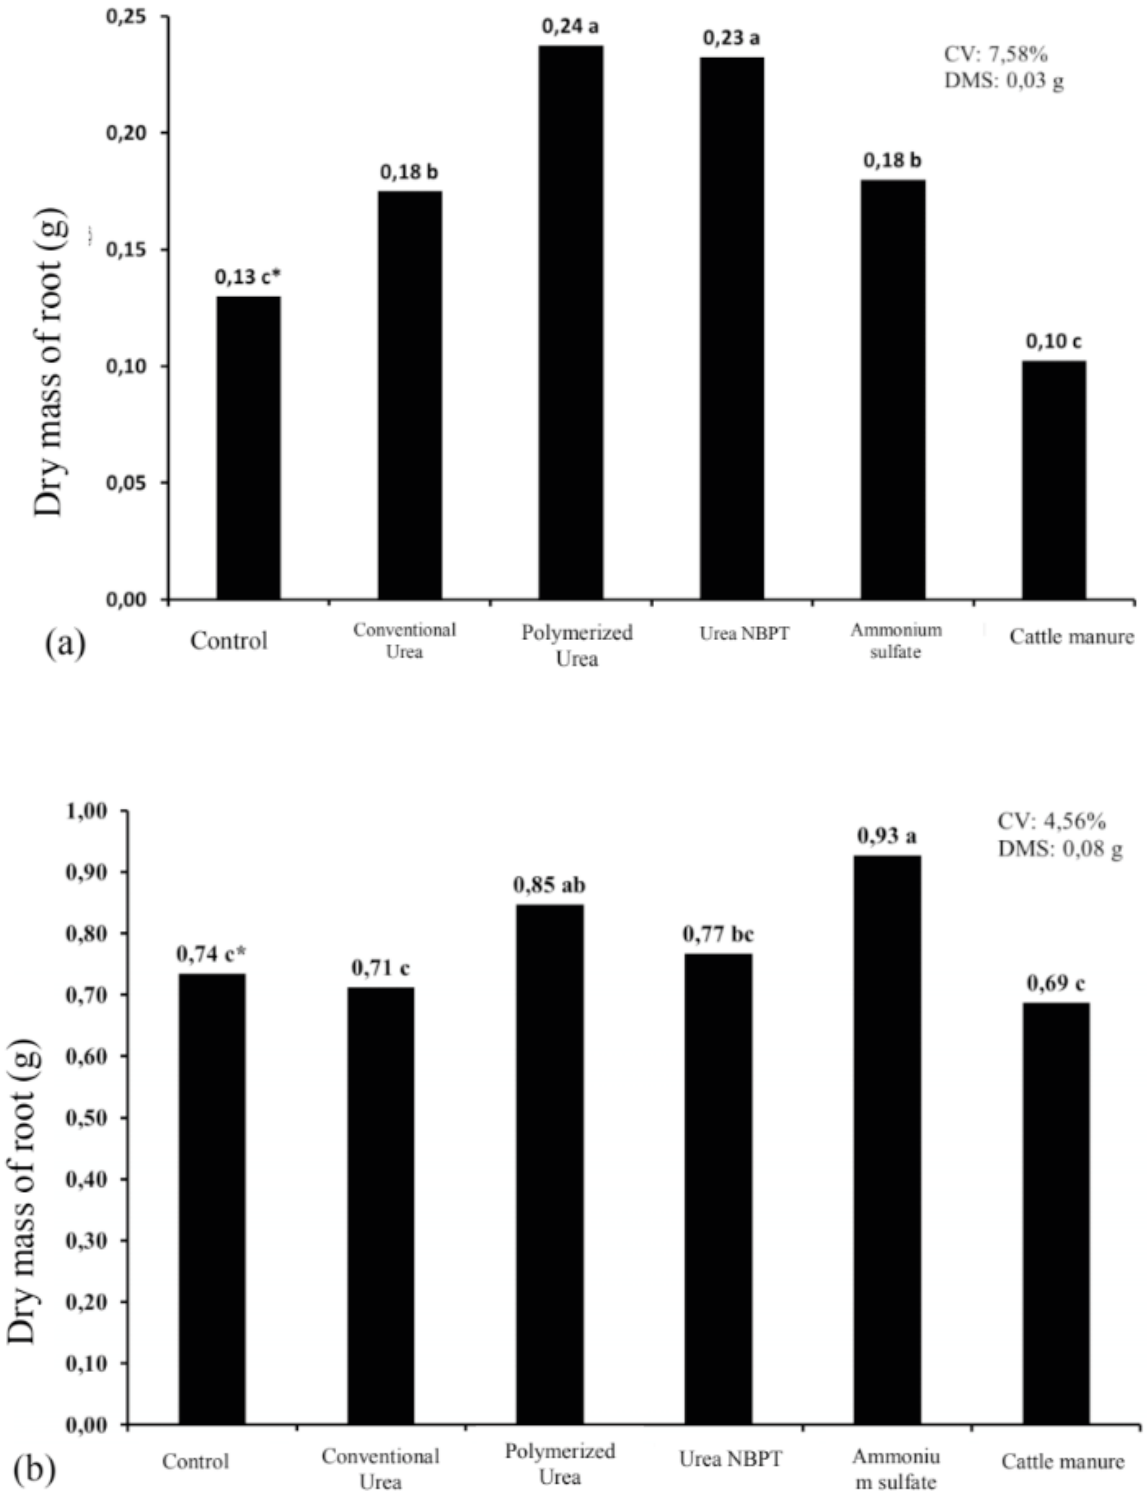 0,25
0,20
0,15
0,10
0,05
0,00
Dry mass of root (g)
0,13 c*
0,18 b
0,24 a
0,23 a
0,18 b
0,10 c
CV: 7,58%
DMS: 0,03 g
(a)
Control
Conventional
Urea
Polymerized
Urea
Urea NBPT
Ammonium
sulfate
Cattle manure
1,00
0,90
0,80
0,70
0,60
0,50
0,40
0,30
0,20
0,10
0,00
Dry mass of root (g)
0,74 c*
0,71 c
0,85 ab
0,77 bc
0,93 a
0,69 c
CV: 4,56%
DMS: 0,08 g
(b)
Control
Conventional
Urea
Polymerized
Urea
Urea NBPT
Ammoniu
m sulfate
Cattle manure